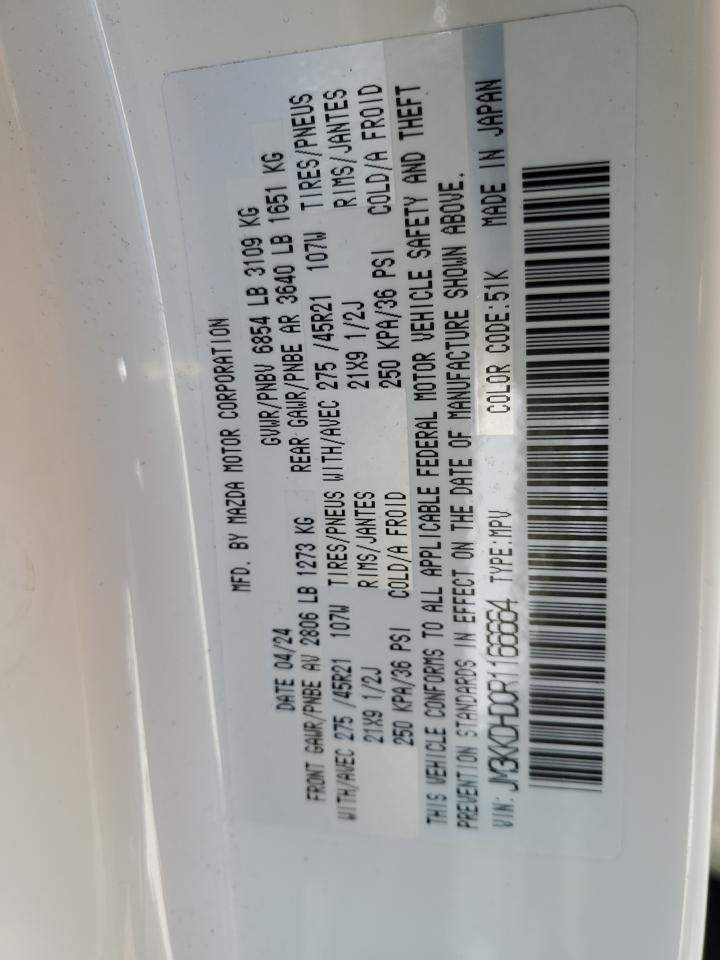 MFD. BY MAZDA MOTOR CORPORATION
DATE 04/24 GVWR/PNBV 6854 LB 3109 KG
FRONT GAWR/PNBE AV 2806 LB 1273 KG REAR GAWR/PNBE AR 3640 LB 1651 KG
WITH/AVEC 275 /45R21 107W TIRES/PNEUS WITH/AVEC 275 /45R21 107W TIRES/PNEUS
21X9 1/2J RIMS/JANTES 21X9 1/2J RIMS/JANTES
250 KPA/36 PSI COLD/A FROID 250 KPA/36 PSI COLD/A FROID
THIS VEHICLE CONFORMS TO ALL APPLICABLE FEDERAL MOTOR VEHICLE SAFETY AND THEFT
PREVENTION STANDARDS IN EFFECT ON THE DATE OF MANUFACTURE SHOWN ABOVE.
VIN: JM3KKDHD0R1166664 TYPE:MPV COLOR CODE:51K MADE IN JAPAN